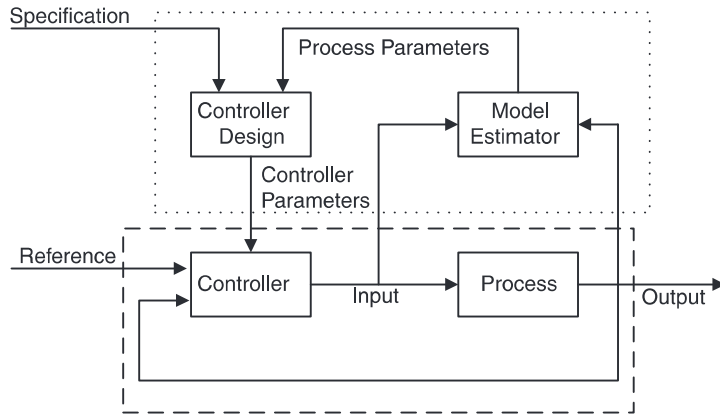 Specification
Process Parameters
Controller
Design
Model
Estimator
Controller
Parameters
Reference
Controller
Input
Process
Output